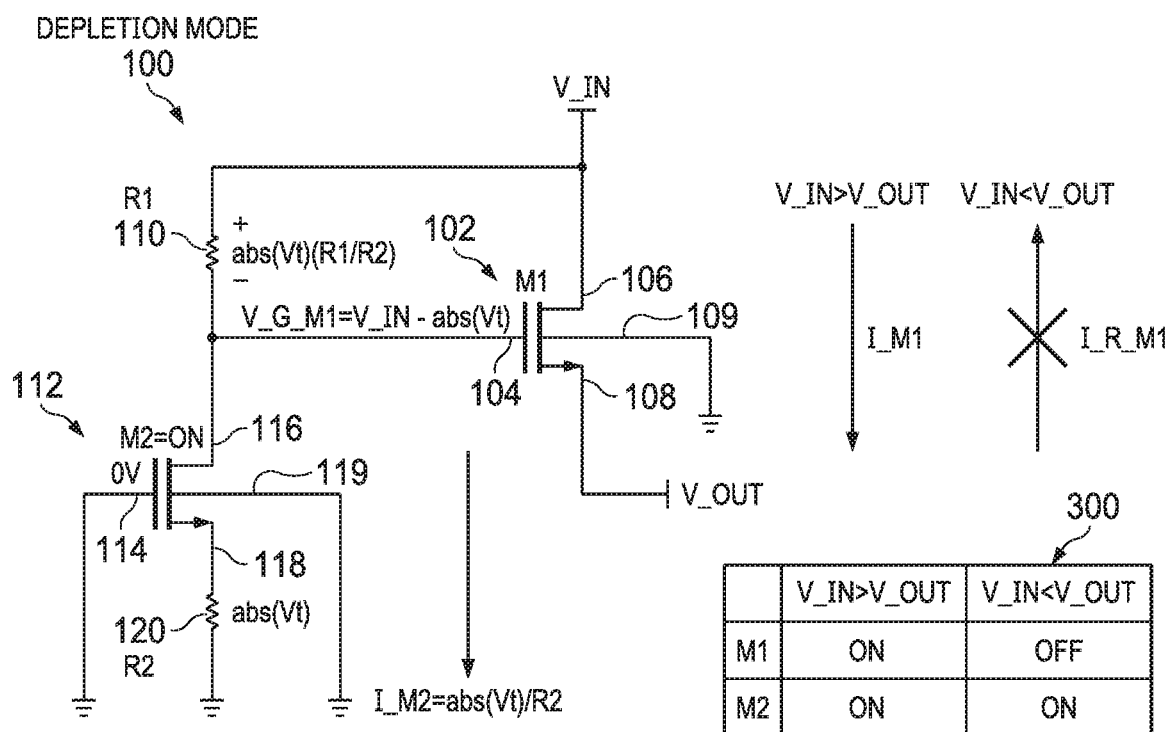 DEPLETION MODE
100
V_IN
R1
110
+
abs(Vt)(R1/R2)
–
102
M1
106
109
V_G_M1=V_IN - abs(Vt)
104
108
V_IN>V_OUT
V_IN<V_OUT
I_M1
I_R_M1
112
M2=ON
116
0V
119
114
118
V_OUT
120
abs(Vt)
R2
I_M2=abs(Vt)/R2
300
V_IN>V_OUT V_IN<V_OUT
M1 ON OFF
M2 ON ON